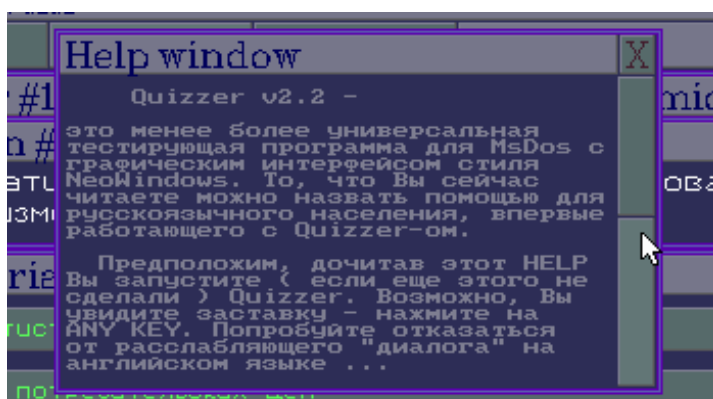 Help window
X
Quizzer v2.2 -
это менее более универсальная
тестирующая программа для MsDos с
графическим интерфейсом стиля
NeoWindows. То, что Вы сейчас
читаете можно назвать помощью для
русскоязычного населения, впервые
работающего с Quizzer-ом.
Предположим, дочитав этот HELP
Вы запустите ( если еще этого не
сделали ) Quizzer. Возможно, Вы
увидите заставку - нажмите на
ANY KEY. Попробуйте отказаться
от расслабляющего "диалога" на
английском языке ...
#1